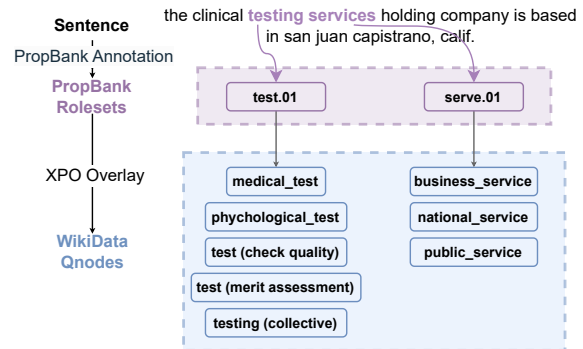 Sentence
the clinical testing services holding company is based
in san juan capistrano, calif.
PropBank Annotation
PropBank
Rolesets
test.01
serve.01
XPO Overlay
WikiData
Qnodes
medical_test
phychological_test
test (check quality)
test (merit assessment)
testing (collective)
business_service
national_service
public_service